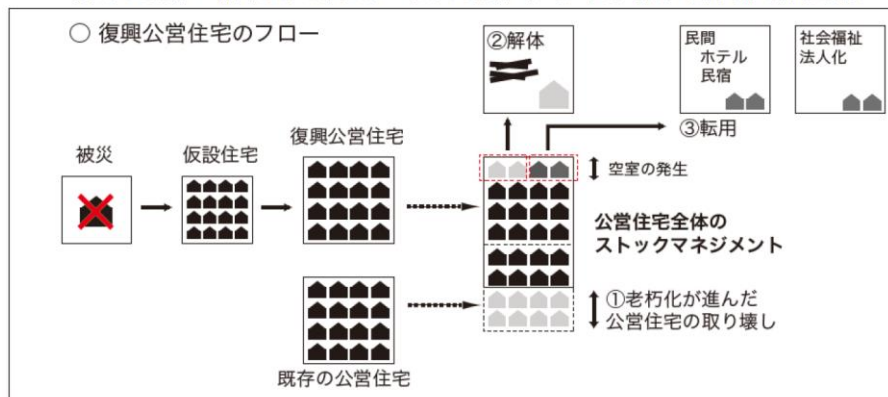 ○ 復興公営住宅のフロー
②解体
民間
ホテル
民宿
社会福祉
法人化
③転用
被災
仮設住宅
復興公営住宅
空室の発生
公営住宅全体の
ストックマネジメント
①老朽化が進んだ
公営住宅の取り壊し
既存の公営住宅